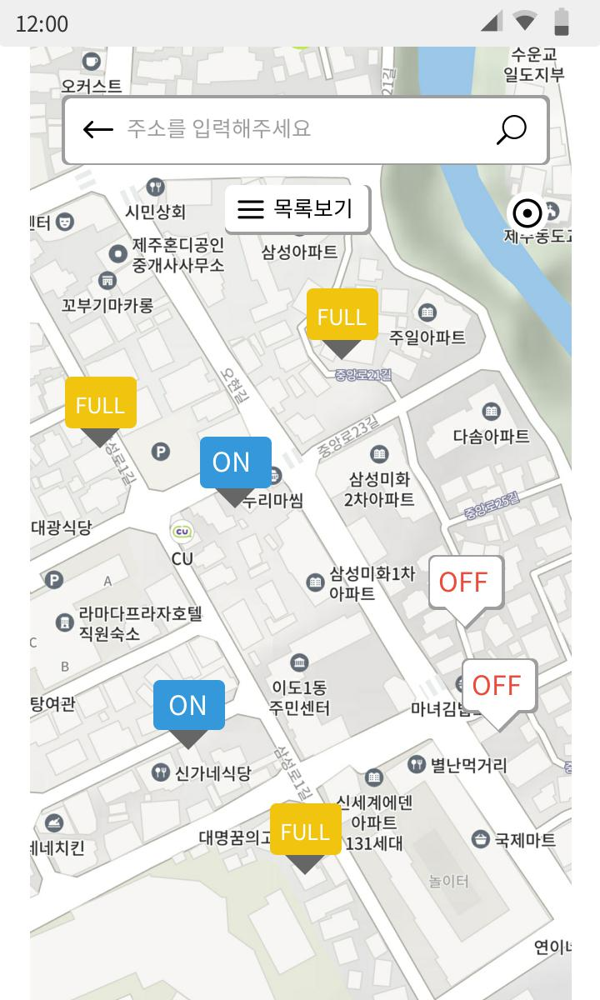 12:00
수운교
일도지부
오커스트
21길
주소를 입력해주세요
시민상회
목록보기
센터
제주동도교
제주혼디공인
중개사사무소
삼성아파트
꼬부기마카롱
FULL
주일아파트
오현길
중앙로21길
FULL
P
다솜아파트
중앙로23길
ON
삼성로1길
삼성미화
2차아파트
누리마씸
중앙로25길
대광식당
CU
CU
삼성미화1차
아파트
P
A
OFF
라마다프라자호텔
직원숙소
C
B
이도1동
주민센터
OFF
탕여관
ON
마녀김밥
삼성로1길
신가네식당
별난먹거리
신세계에덴
아파트
131세대
FULL
대명꿈의
네네치킨
국제마트
놀이터
연이네